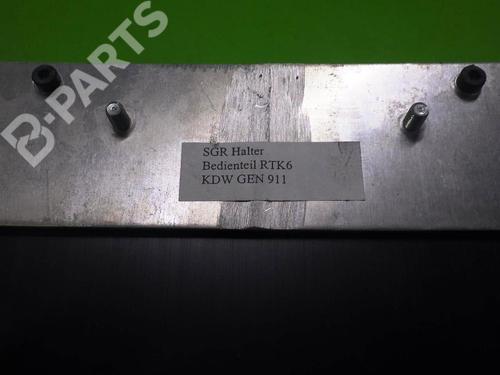 B-PARTS
SGR Halter
Bedienteil RTK6
KDW GEN 911